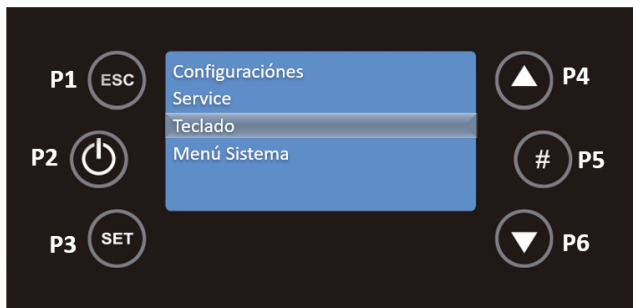 P1 ESC
Configuraciónes
P4
Service
Teclado
P2
Menú Sistema
# P5
P3 SET
P6